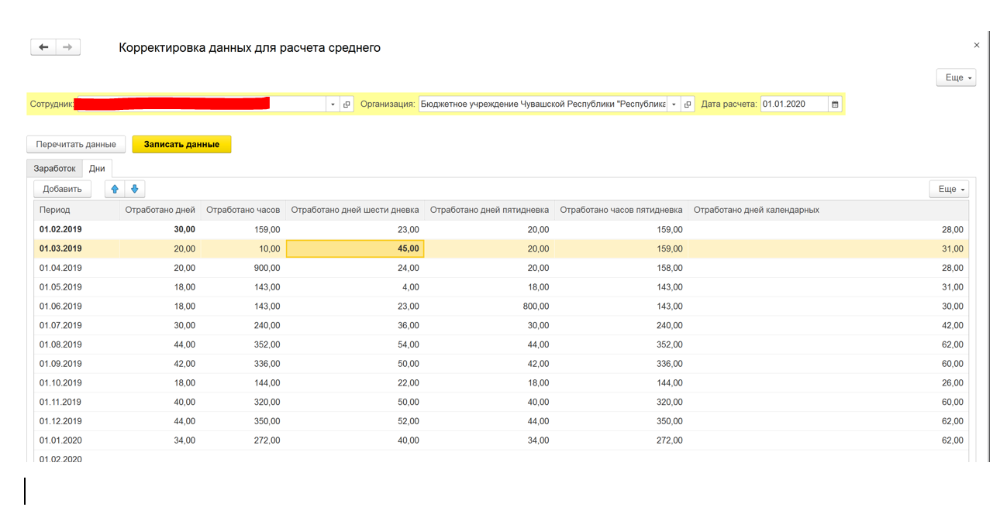 Корректировка данных для расчета среднего
Еще
Сотрудник: Организация: Бюджетное учреждение Чувашской Республики "Республика Дата расчета: 01.01.2020
Перечитать данные Записать данные
Заработок Дни
Добавить Еще
Период Отработано дней Отработано часов Отработано дней шести дневка Отработано дней пятидневка Отработано часов пятидневка Отработано дней календарных
01.02.2019 30,00 159,00 23,00 20,00 159,00 28,00
01.03.2019 20,00 10,00 45,00 20,00 159,00 31,00
01.04.2019 20,00 900,00 24,00 20,00 158,00 28,00
01.05.2019 18,00 143,00 4,00 18,00 143,00 31,00
01.06.2019 18,00 143,00 23,00 800,00 143,00 30,00
01.07.2019 30,00 240,00 36,00 30,00 240,00 42,00
01.08.2019 44,00 352,00 54,00 44,00 352,00 62,00
01.09.2019 42,00 336,00 50,00 42,00 336,00 60,00
01.10.2019 18,00 144,00 22,00 18,00 144,00 26,00
01.11.2019 40,00 320,00 50,00 40,00 320,00 60,00
01.12.2019 44,00 350,00 52,00 44,00 350,00 62,00
01.01.2020 34,00 272,00 40,00 34,00 272,00 62,00
01.02.2020